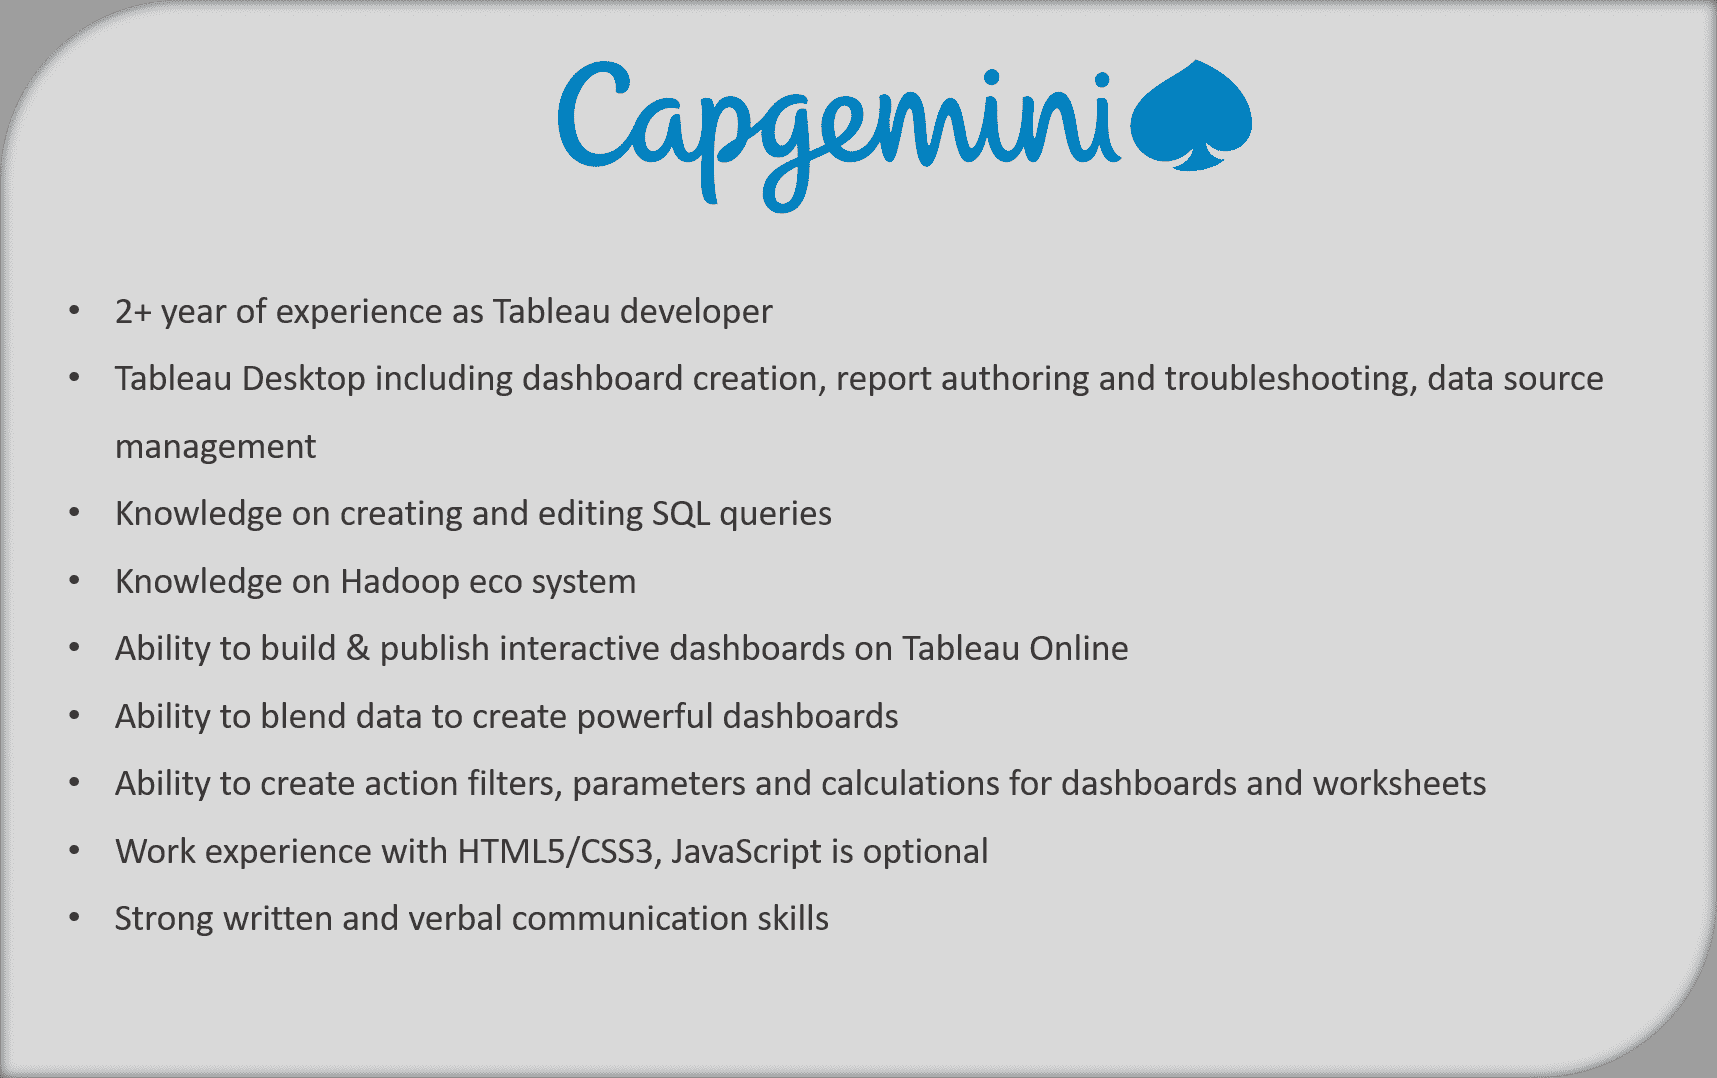 Capgemini
• 2+ year of experience as Tableau developer
• Tableau Desktop including dashboard creation, report authoring and troubleshooting, data source
management
• Knowledge on creating and editing SQL queries
• Knowledge on Hadoop eco system
• Ability to build & publish interactive dashboards on Tableau Online
• Ability to blend data to create powerful dashboards
• Ability to create action filters, parameters and calculations for dashboards and worksheets
• Work experience with HTML5/CSS3, JavaScript is optional
• Strong written and verbal communication skills